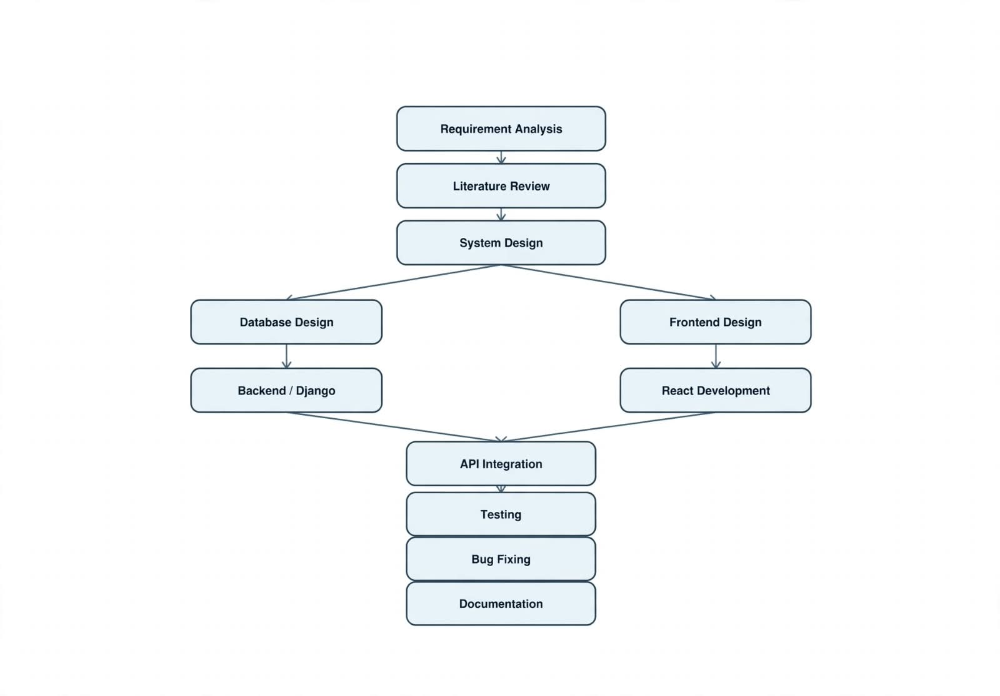 Requirement Analysis
Literature Review
System Design
Database Design
Frontend Design
Backend / Django
React Development
API Integration
Testing
Bug Fixing
Documentation